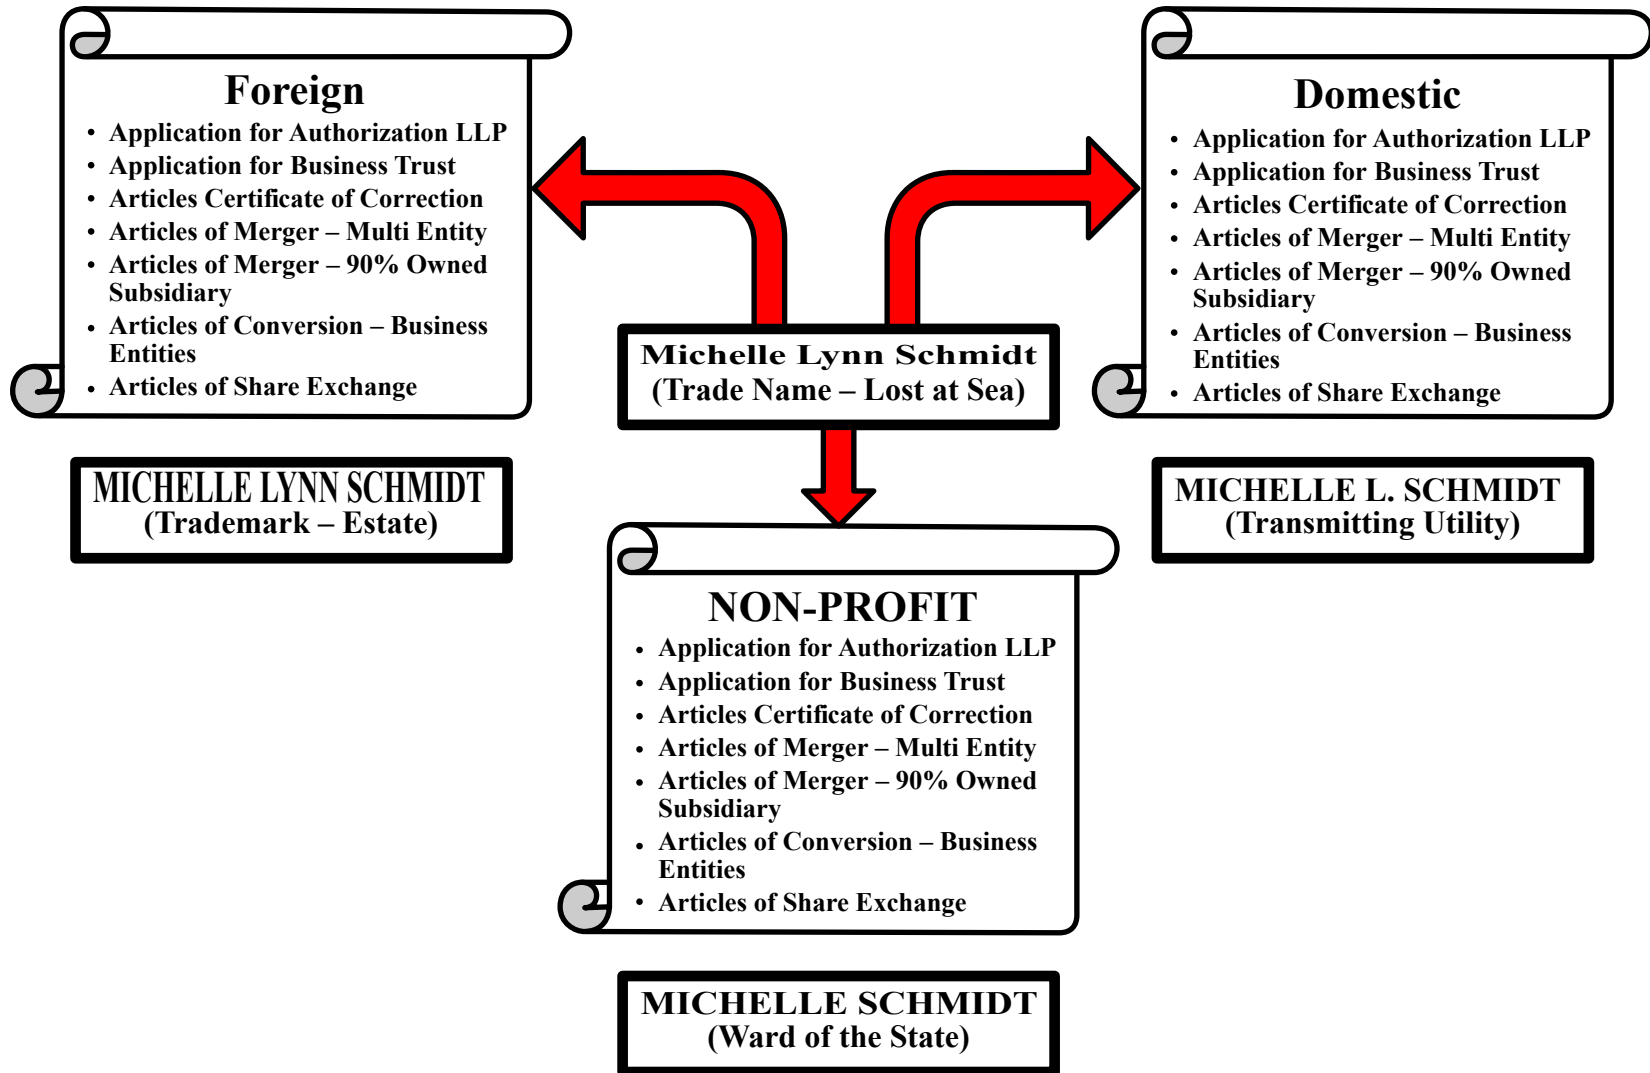 Foreign
• Application for Authorization LLP
• Application for Business Trust
• Articles Certificate of Correction
• Articles of Merger – Multi Entity
• Articles of Merger – 90% Owned
Subsidiary
• Articles of Conversion – Business
Entities
• Articles of Share Exchange
MICHELLE LYNN SCHMIDT
(Trademark – Estate)
Michelle Lynn Schmidt
(Trade Name – Lost at Sea)
Domestic
• Application for Authorization LLP
• Application for Business Trust
• Articles Certificate of Correction
• Articles of Merger – Multi Entity
• Articles of Merger – 90% Owned
Subsidiary
• Articles of Conversion – Business
Entities
• Articles of Share Exchange
MICHELLE L. SCHMIDT
(Transmitting Utility)
NON-PROFIT
• Application for Authorization LLP
• Application for Business Trust
• Articles Certificate of Correction
• Articles of Merger – Multi Entity
• Articles of Merger – 90% Owned
Subsidiary
• Articles of Conversion – Business
Entities
• Articles of Share Exchange
MICHELLE SCHMIDT
(Ward of the State)